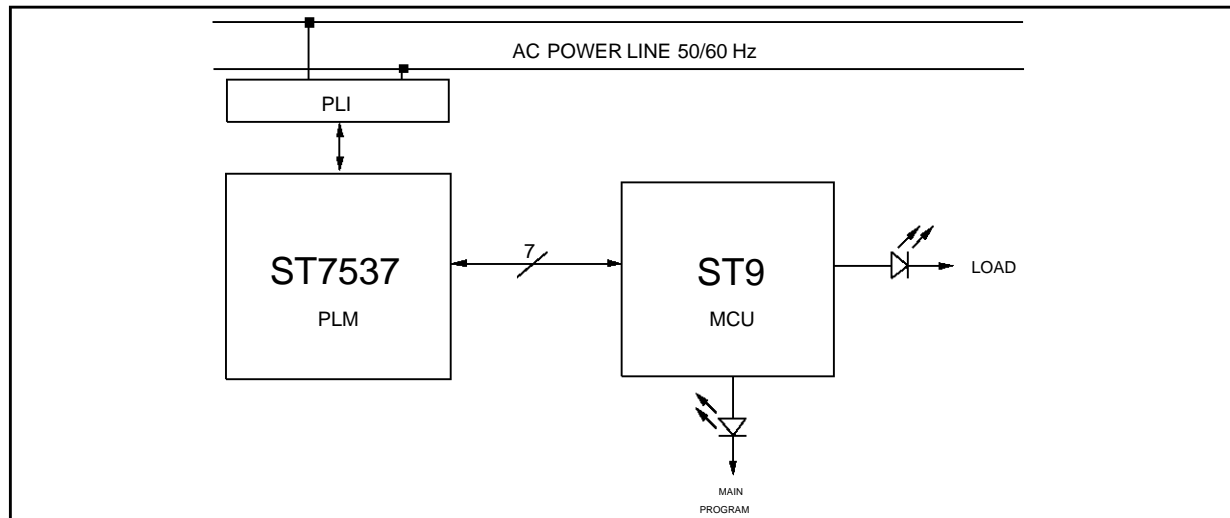 AC POWER LINE 50/60 Hz
PLI
ST7537
PLM
7
ST9
MCU
LOAD
MAIN
PROGRAM